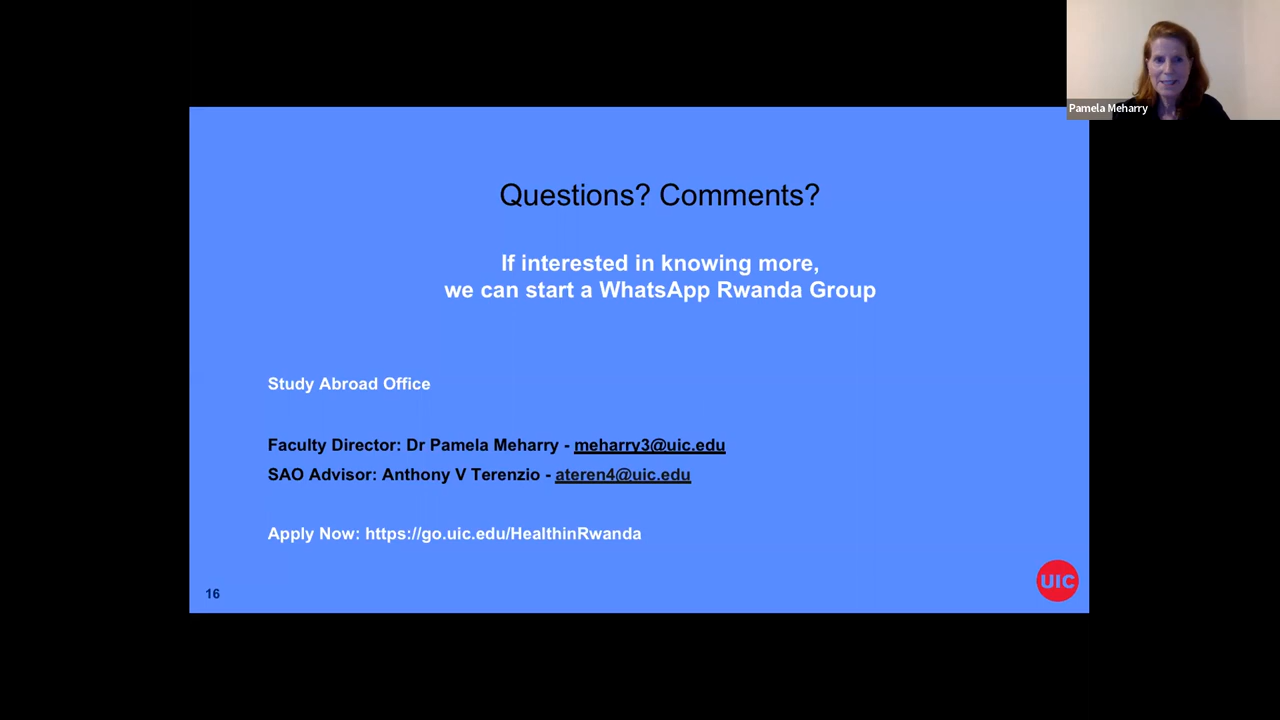 Pamela Meharry
Questions? Comments?
If interested in knowing more,
we can start a WhatsApp Rwanda Group
Study Abroad Office
Faculty Director: Dr Pamela Meharry - meharry3@uic.edu
SAO Advisor: Anthony V Terenzio - ateren4@uic.edu
Apply Now: https://go.uic.edu/HealthinRwanda
16
UIC